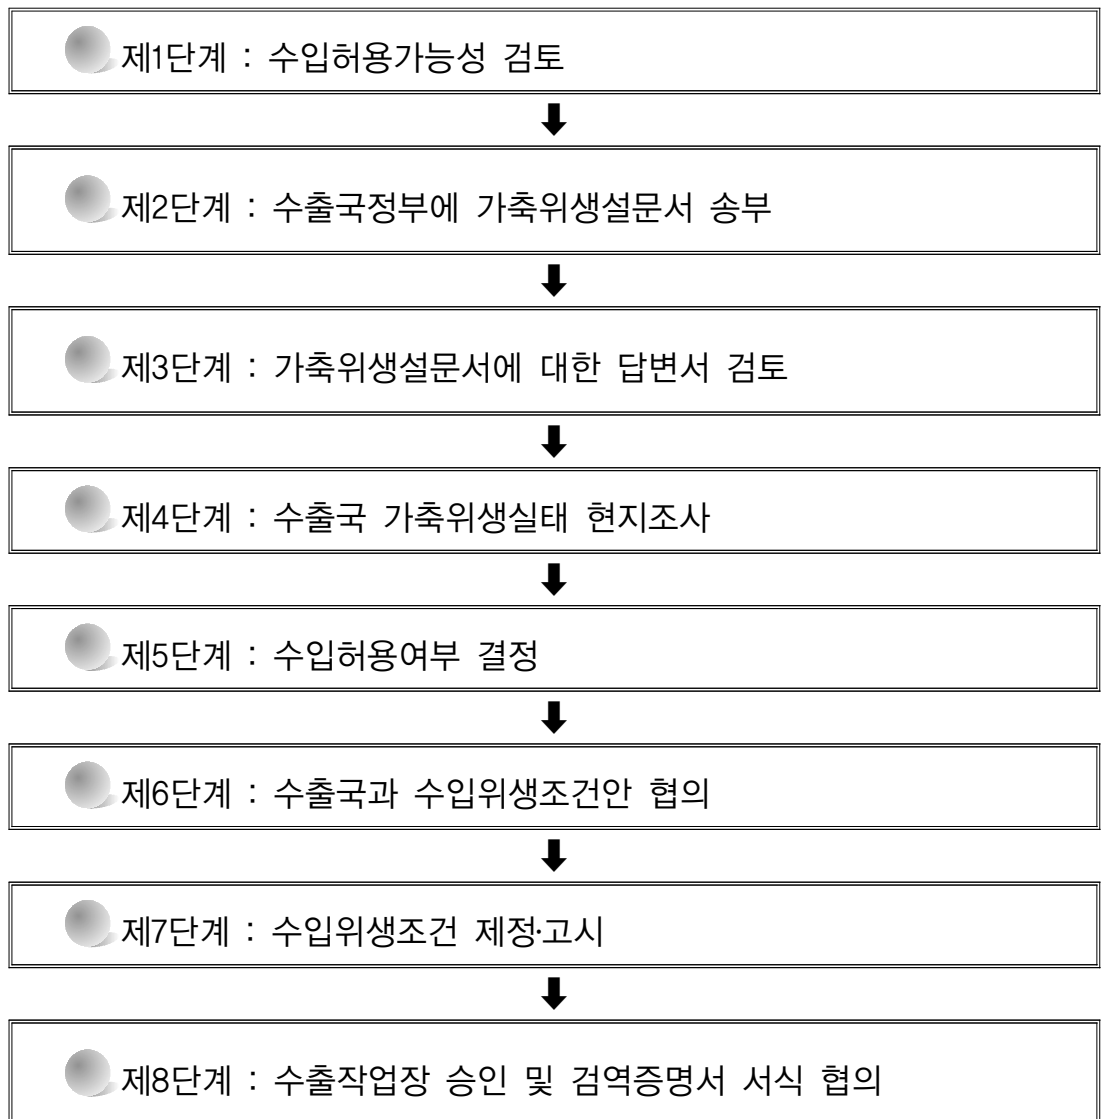 제1단계 : 수입허용가능성 검토
제2단계 : 수출국정부에 가축위생설문서 송부
제3단계 : 가축위생설문서에 대한 답변서 검토
제4단계 : 수출국 가축위생실태 현지조사
제5단계 : 수입허용여부 결정
제6단계 : 수출국과 수입위생조건안 협의
제7단계 : 수입위생조건 제정·고시
제8단계 : 수출작업장 승인 및 검역증명서 서식 협의